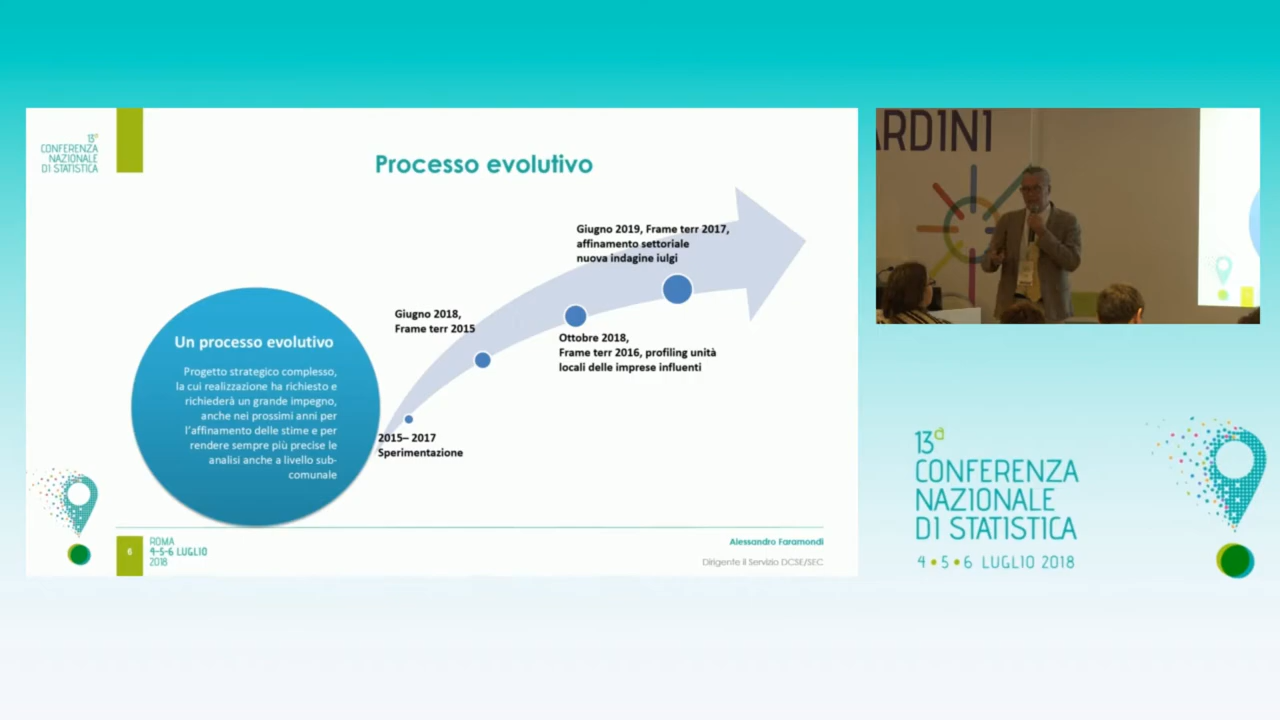 13ª
CONFERENZA
NAZIONALE
DI STATISTICA
Processo evolutivo
Un processo evolutivo
Progetto strategico complesso,
la cui realizzazione ha richiesto e
richiederà un grande impegno,
anche nei prossimi anni per
l'affinamento delle stime e per
rendere sempre più precise le
analisi anche a livello sub-
comunale
2015– 2017
Sperimentazione
Giugno 2018,
Frame terr 2015
Ottobre 2018,
Frame terr 2016, profiling unità
locali delle imprese influenti
Giugno 2019, Frame terr 2017,
affinamento settoriale
nuova indagine iulgi
6
ROMA
4-5-6 LUGLIO
2018
Alessandro Faramondi
Dirigente il Servizio DCSE/SEC
ARDINI
13ª
CONFERENZA
NAZIONALE
DI STATISTICA
4 • 5 • 6 LUGLIO 2018